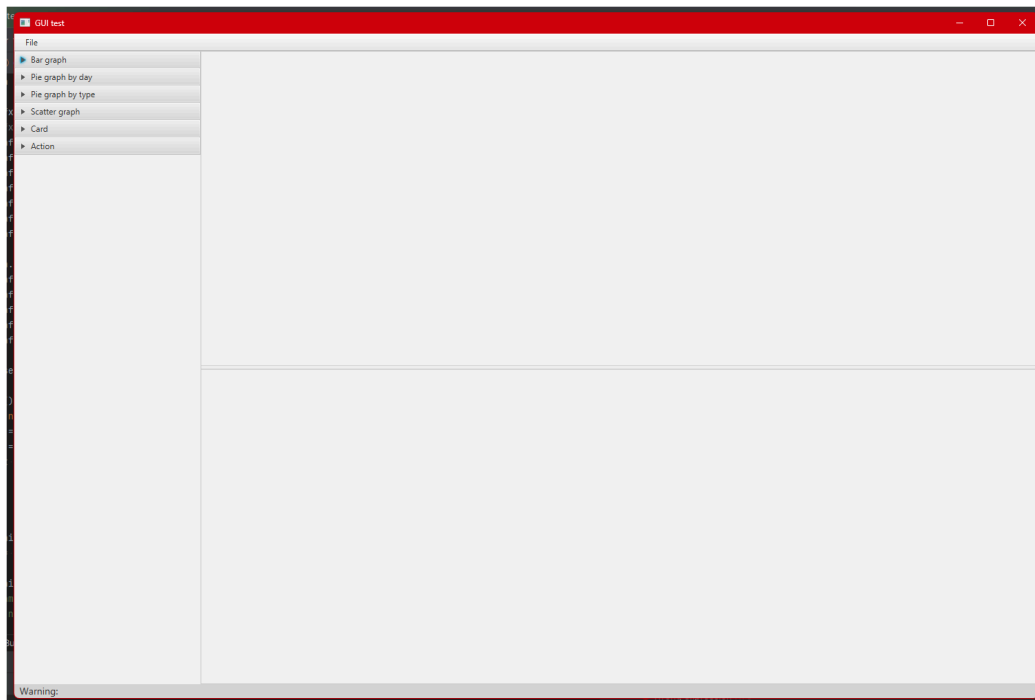 GUI test
File
Bar graph
Pie graph by day
Pie graph by type
Scatter graph
Card
Action
Warning: